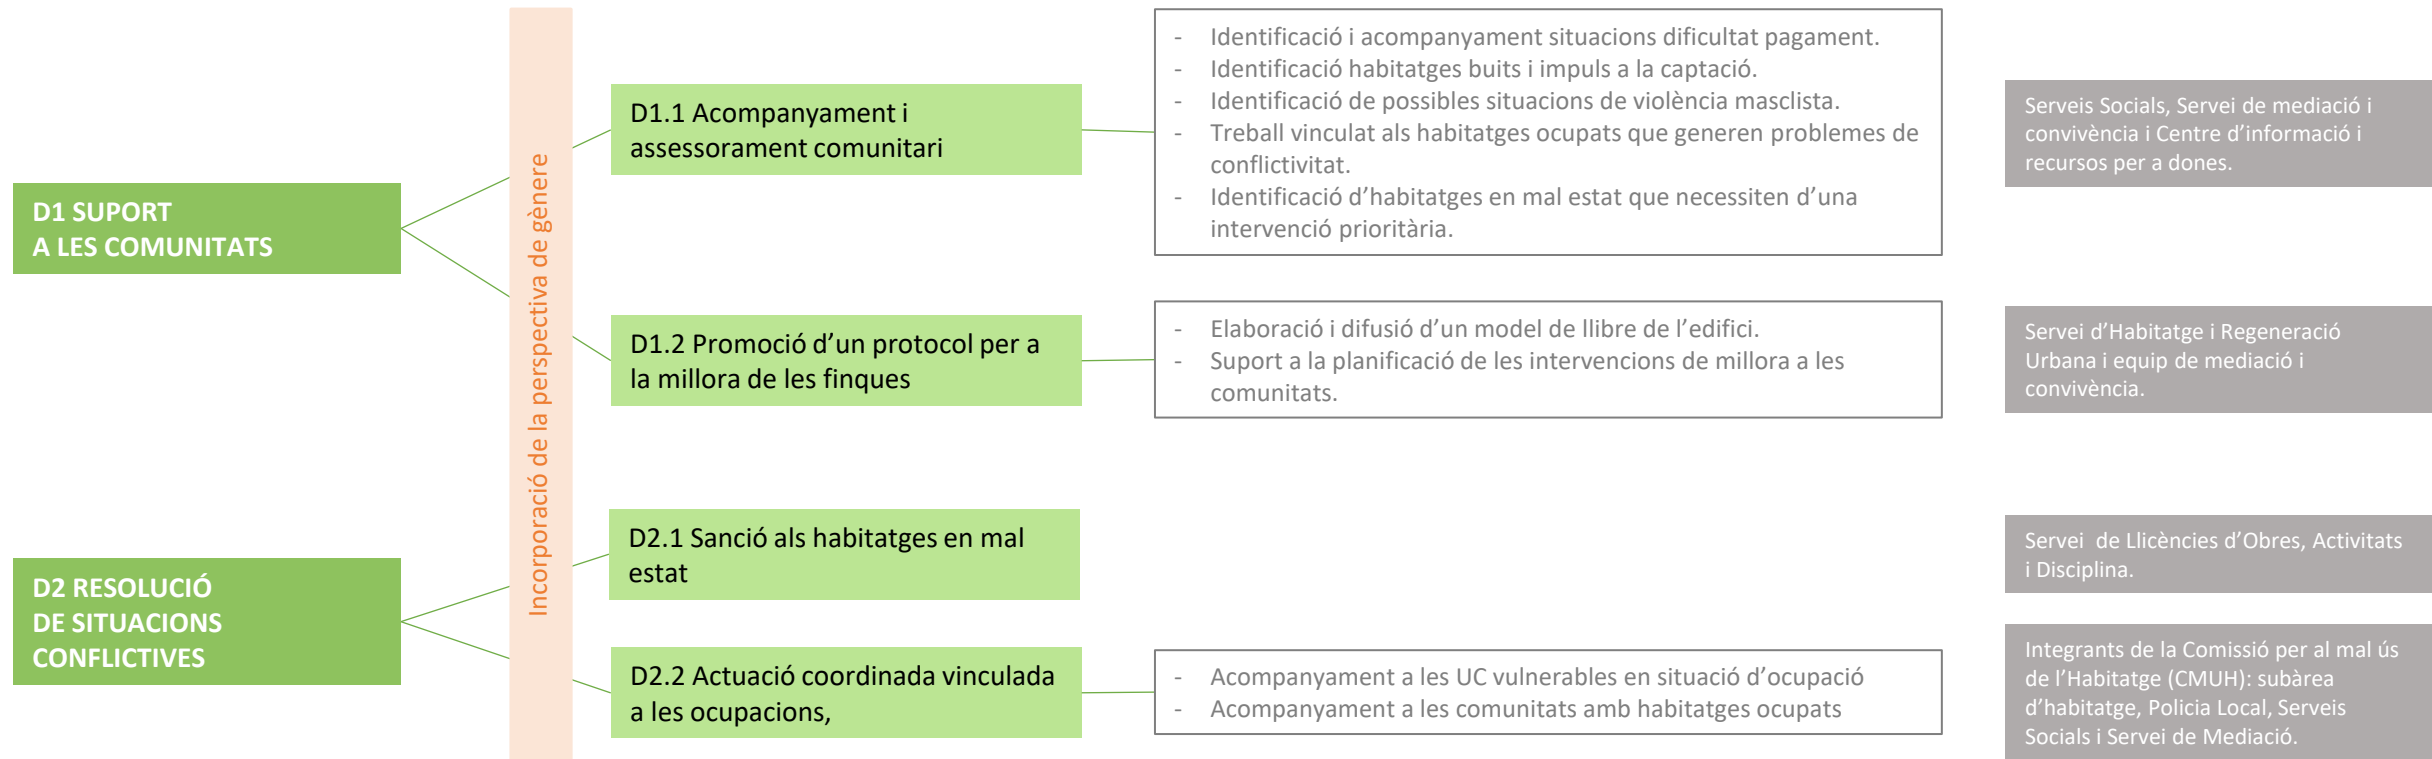 D1 SUPORT
A LES COMUNITATS
Incorporació de la perspectiva de gènere
D1.1 Acompanyament i
assessorament comunitari
- Identificació i acompanyament situacions dificultat pagament.
- Identificació habitatges buits i impuls a la captació.
- Identificació de possibles situacions de violència masclista.
- Treball vinculat als habitatges ocupats que generen problemes de
conflictivitat.
- Identificació d’habitatges en mal estat que necessiten d’una
intervenció prioritària.
Serveis Socials, Servei de mediació i
convivència i Centre d’informació i
recursos per a dones.
D1.2 Promoció d’un protocol per a
la millora de les finques
- Elaboració i difusió d’un model de llibre de l’edifici.
- Suport a la planificació de les intervencions de millora a les
comunitats.
Servei d’Habitatge i Regeneració
Urbana i equip de mediació i
convivència.
D2 RESOLUCIÓ
DE SITUACIONS
CONFLICTIVES
D2.1 Sanció als habitatges en mal
estat
Servei de Llicències d’Obres, Activitats
i Disciplina.
D2.2 Actuació coordinada vinculada
a les ocupacions,
- Acompanyament a les UC vulnerables en situació d’ocupació
- Acompanyament a les comunitats amb habitatges ocupats
Integrants de la Comissió per al mal ús
de l’Habitatge (CMUH): subàrea
d’habitatge, Policia Local, Serveis
Socials i Servei de Mediació.